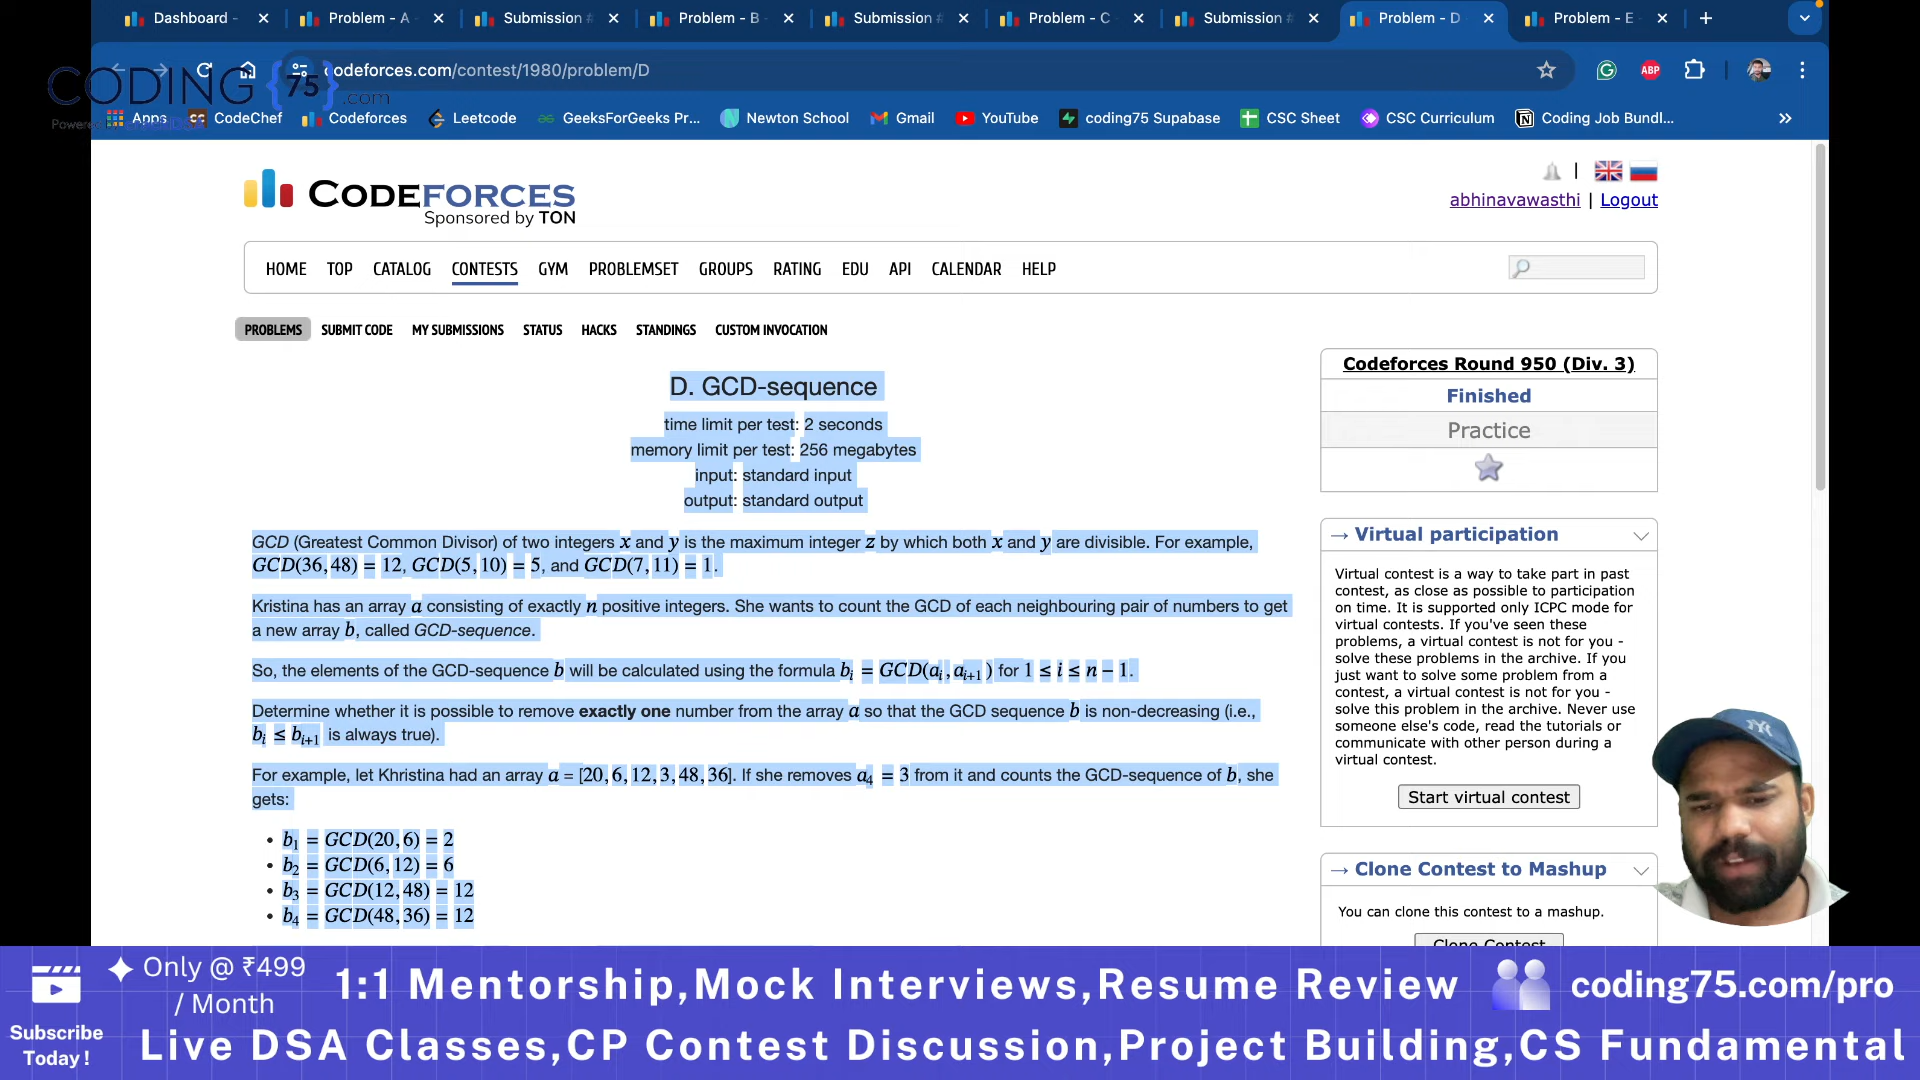 Dashboard -
Problem - A
Submission #
Problem - B
Submission #
Problem - C
Submission #
Problem - D
Problem - E
codeforces.com/contest/1980/problem/D
CODING {75} .com
ABP
Apps
CodeChef
Codeforces
Leetcode
GeeksForGeeks Pr...
Newton School
Gmail
YouTube
coding75 Supabase
CSC Sheet
CSC Curriculum
Coding Job Bundl...
CODEFORCES
Sponsored by TON
abhinavawasthi | Logout
HOME TOP CATALOG CONTESTS GYM PROBLEMSET GROUPS RATING EDU API CALENDAR HELP
PROBLEMS SUBMIT CODE MY SUBMISSIONS STATUS HACKS STANDINGS CUSTOM INVOCATION
D. GCD-sequence
time limit per test: 2 seconds
memory limit per test: 256 megabytes
input: standard input
output: standard output
GCD (Greatest Common Divisor) of two integers x and y is the maximum integer z by which both x and y are divisible. For example,
GCD(36, 48) = 12, GCD(5, 10) = 5, and GCD(7, 11) = 1.
Kristina has an array a consisting of exactly n positive integers. She wants to count the GCD of each neighbouring pair of numbers to get
a new array b, called GCD-sequence.
So, the elements of the GCD-sequence b will be calculated using the formula b_i = GCD(a_i, a_{i+1}) for 1 ≤ i ≤ n − 1.
Determine whether it is possible to remove exactly one number from the array a so that the GCD sequence b is non-decreasing (i.e.,
b_i ≤ b_{i+1} is always true).
For example, let Khristina had an array a = [20, 6, 12, 3, 48, 36]. If she removes a_4 = 3 from it and counts the GCD-sequence of b, she
gets:
• b_1 = GCD(20, 6) = 2
• b_2 = GCD(6, 12) = 6
• b_3 = GCD(12, 48) = 12
• b_4 = GCD(48, 36) = 12
Codeforces Round 950 (Div. 3)
Finished
Practice
→ Virtual participation
Virtual contest is a way to take part in past
contest, as close as possible to participation
on time. It is supported only ICPC mode for
virtual contests. If you've seen these
problems, a virtual contest is not for you -
solve these problems in the archive. If you
just want to solve some problem from a
contest, a virtual contest is not for you -
solve this problem in the archive. Never use
someone else's code, read the tutorials or
communicate with other person during a
virtual contest.
Start virtual contest
→ Clone Contest to Mashup
You can clone this contest to a mashup.
Clone Contest
Subscribe
Today !
Only @ ₹499
/ Month
1:1 Mentorship,Mock Interviews,Resume Review
coding75.com/pro
Live DSA Classes,CP Contest Discussion,Project Building,CS Fundamental